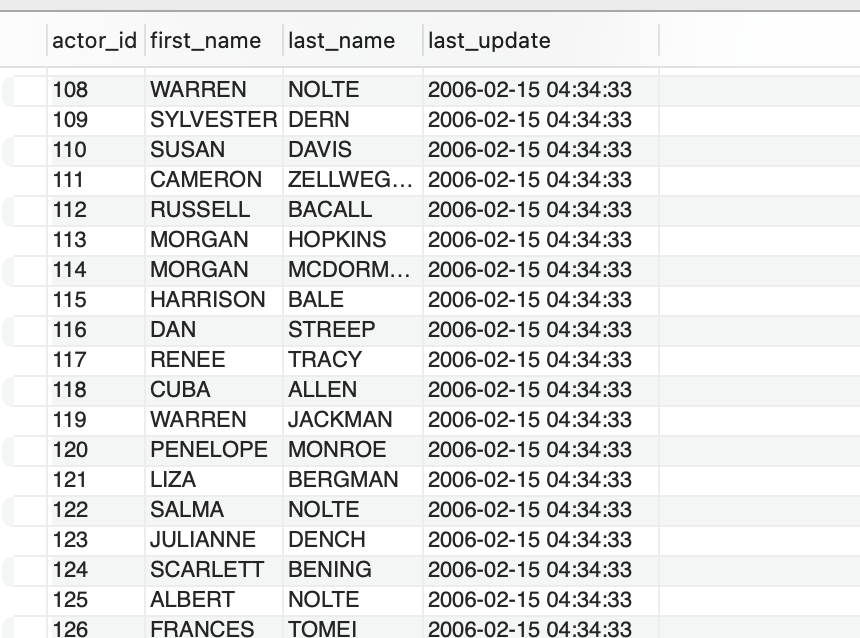 actor_id first_name last_name last_update
108 WARREN NOLTE 2006-02-15 04:34:33
109 SYLVESTER DERN 2006-02-15 04:34:33
110 SUSAN DAVIS 2006-02-15 04:34:33
111 CAMERON ZELLWEG... 2006-02-15 04:34:33
112 RUSSELL BACALL 2006-02-15 04:34:33
113 MORGAN HOPKINS 2006-02-15 04:34:33
114 MORGAN MCDORM... 2006-02-15 04:34:33
115 HARRISON BALE 2006-02-15 04:34:33
116 DAN STREEP 2006-02-15 04:34:33
117 RENEE TRACY 2006-02-15 04:34:33
118 CUBA ALLEN 2006-02-15 04:34:33
119 WARREN JACKMAN 2006-02-15 04:34:33
120 PENELOPE MONROE 2006-02-15 04:34:33
121 LIZA BERGMAN 2006-02-15 04:34:33
122 SALMA NOLTE 2006-02-15 04:34:33
123 JULIANNE DENCH 2006-02-15 04:34:33
124 SCARLETT BENING 2006-02-15 04:34:33
125 ALBERT NOLTE 2006-02-15 04:34:33
126 FRANCES TOMEI 2006-02-15 04:34:33